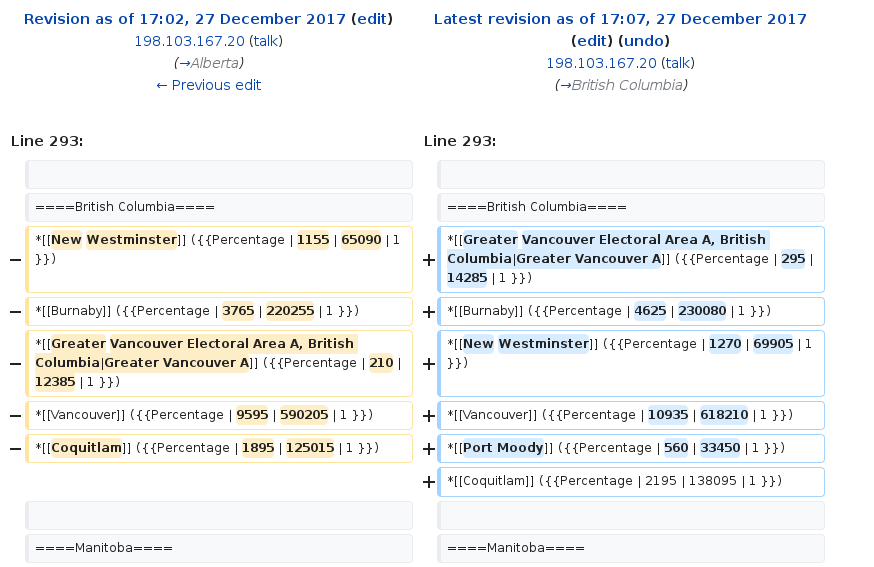 Revision as of 17:02, 27 December 2017 (edit)
198.103.167.20 (talk)
(→Alberta)
← Previous edit
Latest revision as of 17:07, 27 December 2017
(edit) (undo)
198.103.167.20 (talk)
(→British Columbia)
Line 293:
Line 293:
====British Columbia====
====British Columbia====
− *[[New Westminster]] ({{Percentage | 1155 | 65090 | 1
}})
+ *[[Greater Vancouver Electoral Area A, British
Columbia|Greater Vancouver A]] ({{Percentage | 295 |
14285 | 1 }})
− *[[Burnaby]] ({{Percentage | 3765 | 220255 | 1 }})
+ *[[Burnaby]] ({{Percentage | 4625 | 230080 | 1 }})
− *[[Greater Vancouver Electoral Area A, British
Columbia|Greater Vancouver A]] ({{Percentage | 210 |
12385 | 1 }})
+ *[[New Westminster]] ({{Percentage | 1270 | 69905 | 1
}})
− *[[Vancouver]] ({{Percentage | 9595 | 590205 | 1 }})
+ *[[Vancouver]] ({{Percentage | 10935 | 618210 | 1 }})
− *[[Coquitlam]] ({{Percentage | 1895 | 125015 | 1 }})
+ *[[Port Moody]] ({{Percentage | 560 | 33450 | 1 }})
+ *[[Coquitlam]] ({{Percentage | 2195 | 138095 | 1 }})
====Manitoba====
====Manitoba====